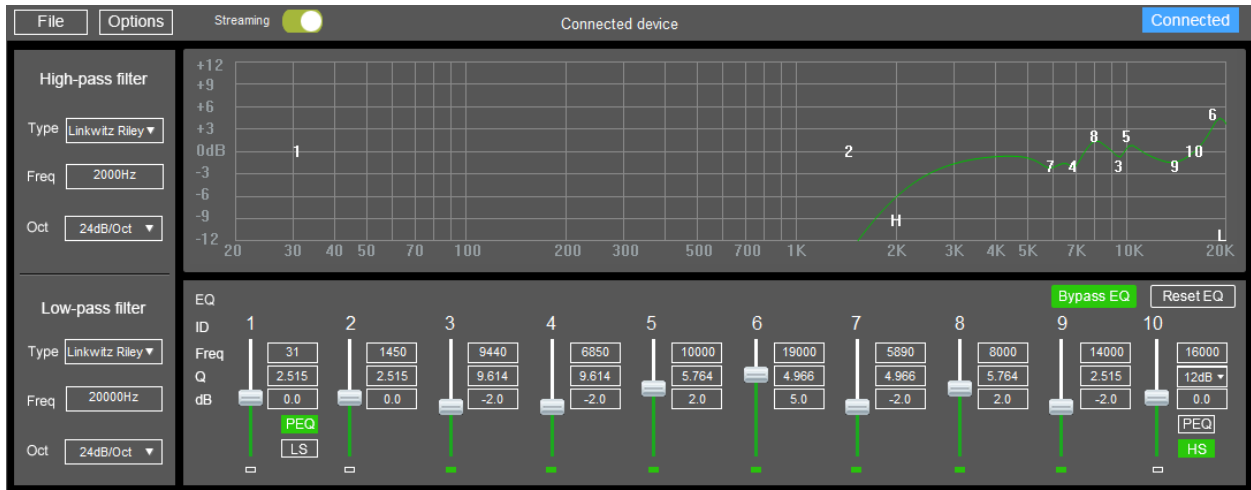 File Options Streaming Connected device Connected
High-pass filter
Type Linkwitz Riley ▼
Freq 2000Hz
Oct 24dB/Oct ▼
Low-pass filter
Type Linkwitz Riley ▼
Freq 20000Hz
Oct 24dB/Oct ▼
+12
+9
+6
+3
0dB
-3
-6
-9
-12
20 30 40 50 70 100 200 300 500 700 1K 2K 3K 4K 5K 7K 10K 20K
1 2 H 7 4 8 3 5 9 10 6 L
EQ Bypass EQ Reset EQ
ID 1 2 3 4 5 6 7 8 9 10
Freq 31 1450 9440 6850 10000 19000 5890 8000 14000 16000
Q 2.515 2.515 9.614 9.614 5.764 4.966 4.966 5.764 2.515 12dB ▼
dB 0.0 0.0 -2.0 -2.0 2.0 5.0 -2.0 2.0 -2.0 0.0
PEQ PEQ
LS HS